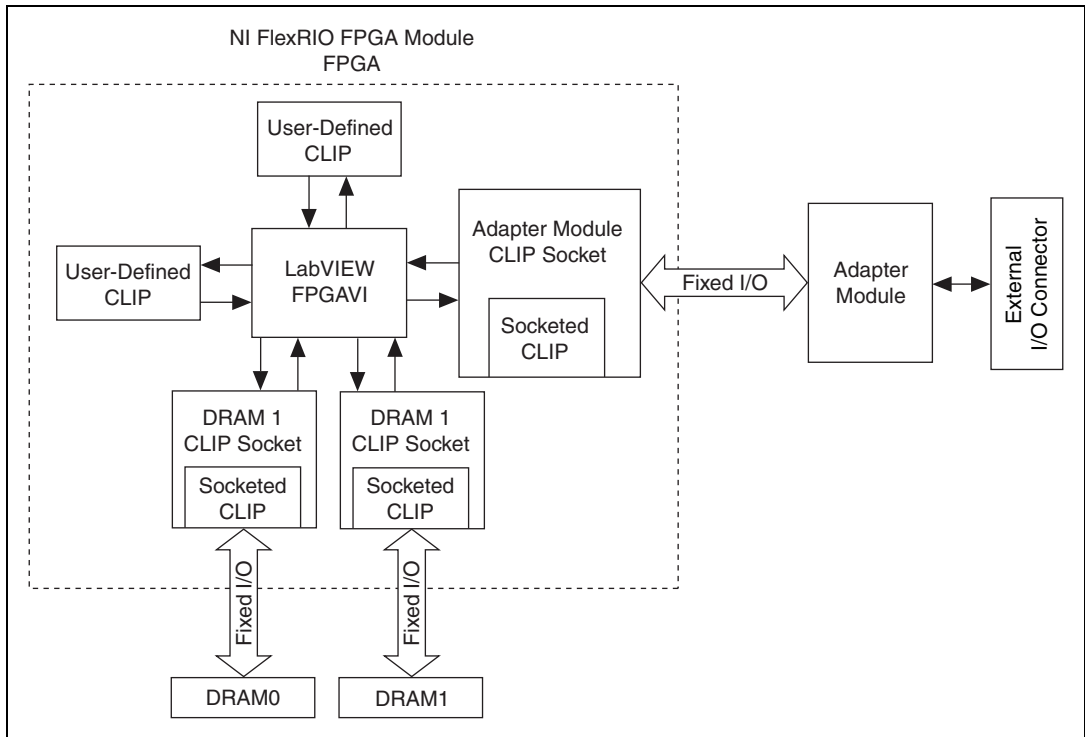 NI FlexRIO FPGA Module
FPGA
User-Defined
CLIP
User-Defined
CLIP
LabVIEW
FPGAVI
Adapter Module
CLIP Socket
Socketed
CLIP
Fixed I/O
Adapter
Module
External
I/O Connector
DRAM 1
CLIP Socket
Socketed
CLIP
DRAM 1
CLIP Socket
Socketed
CLIP
Fixed I/O
Fixed I/O
DRAM0
DRAM1